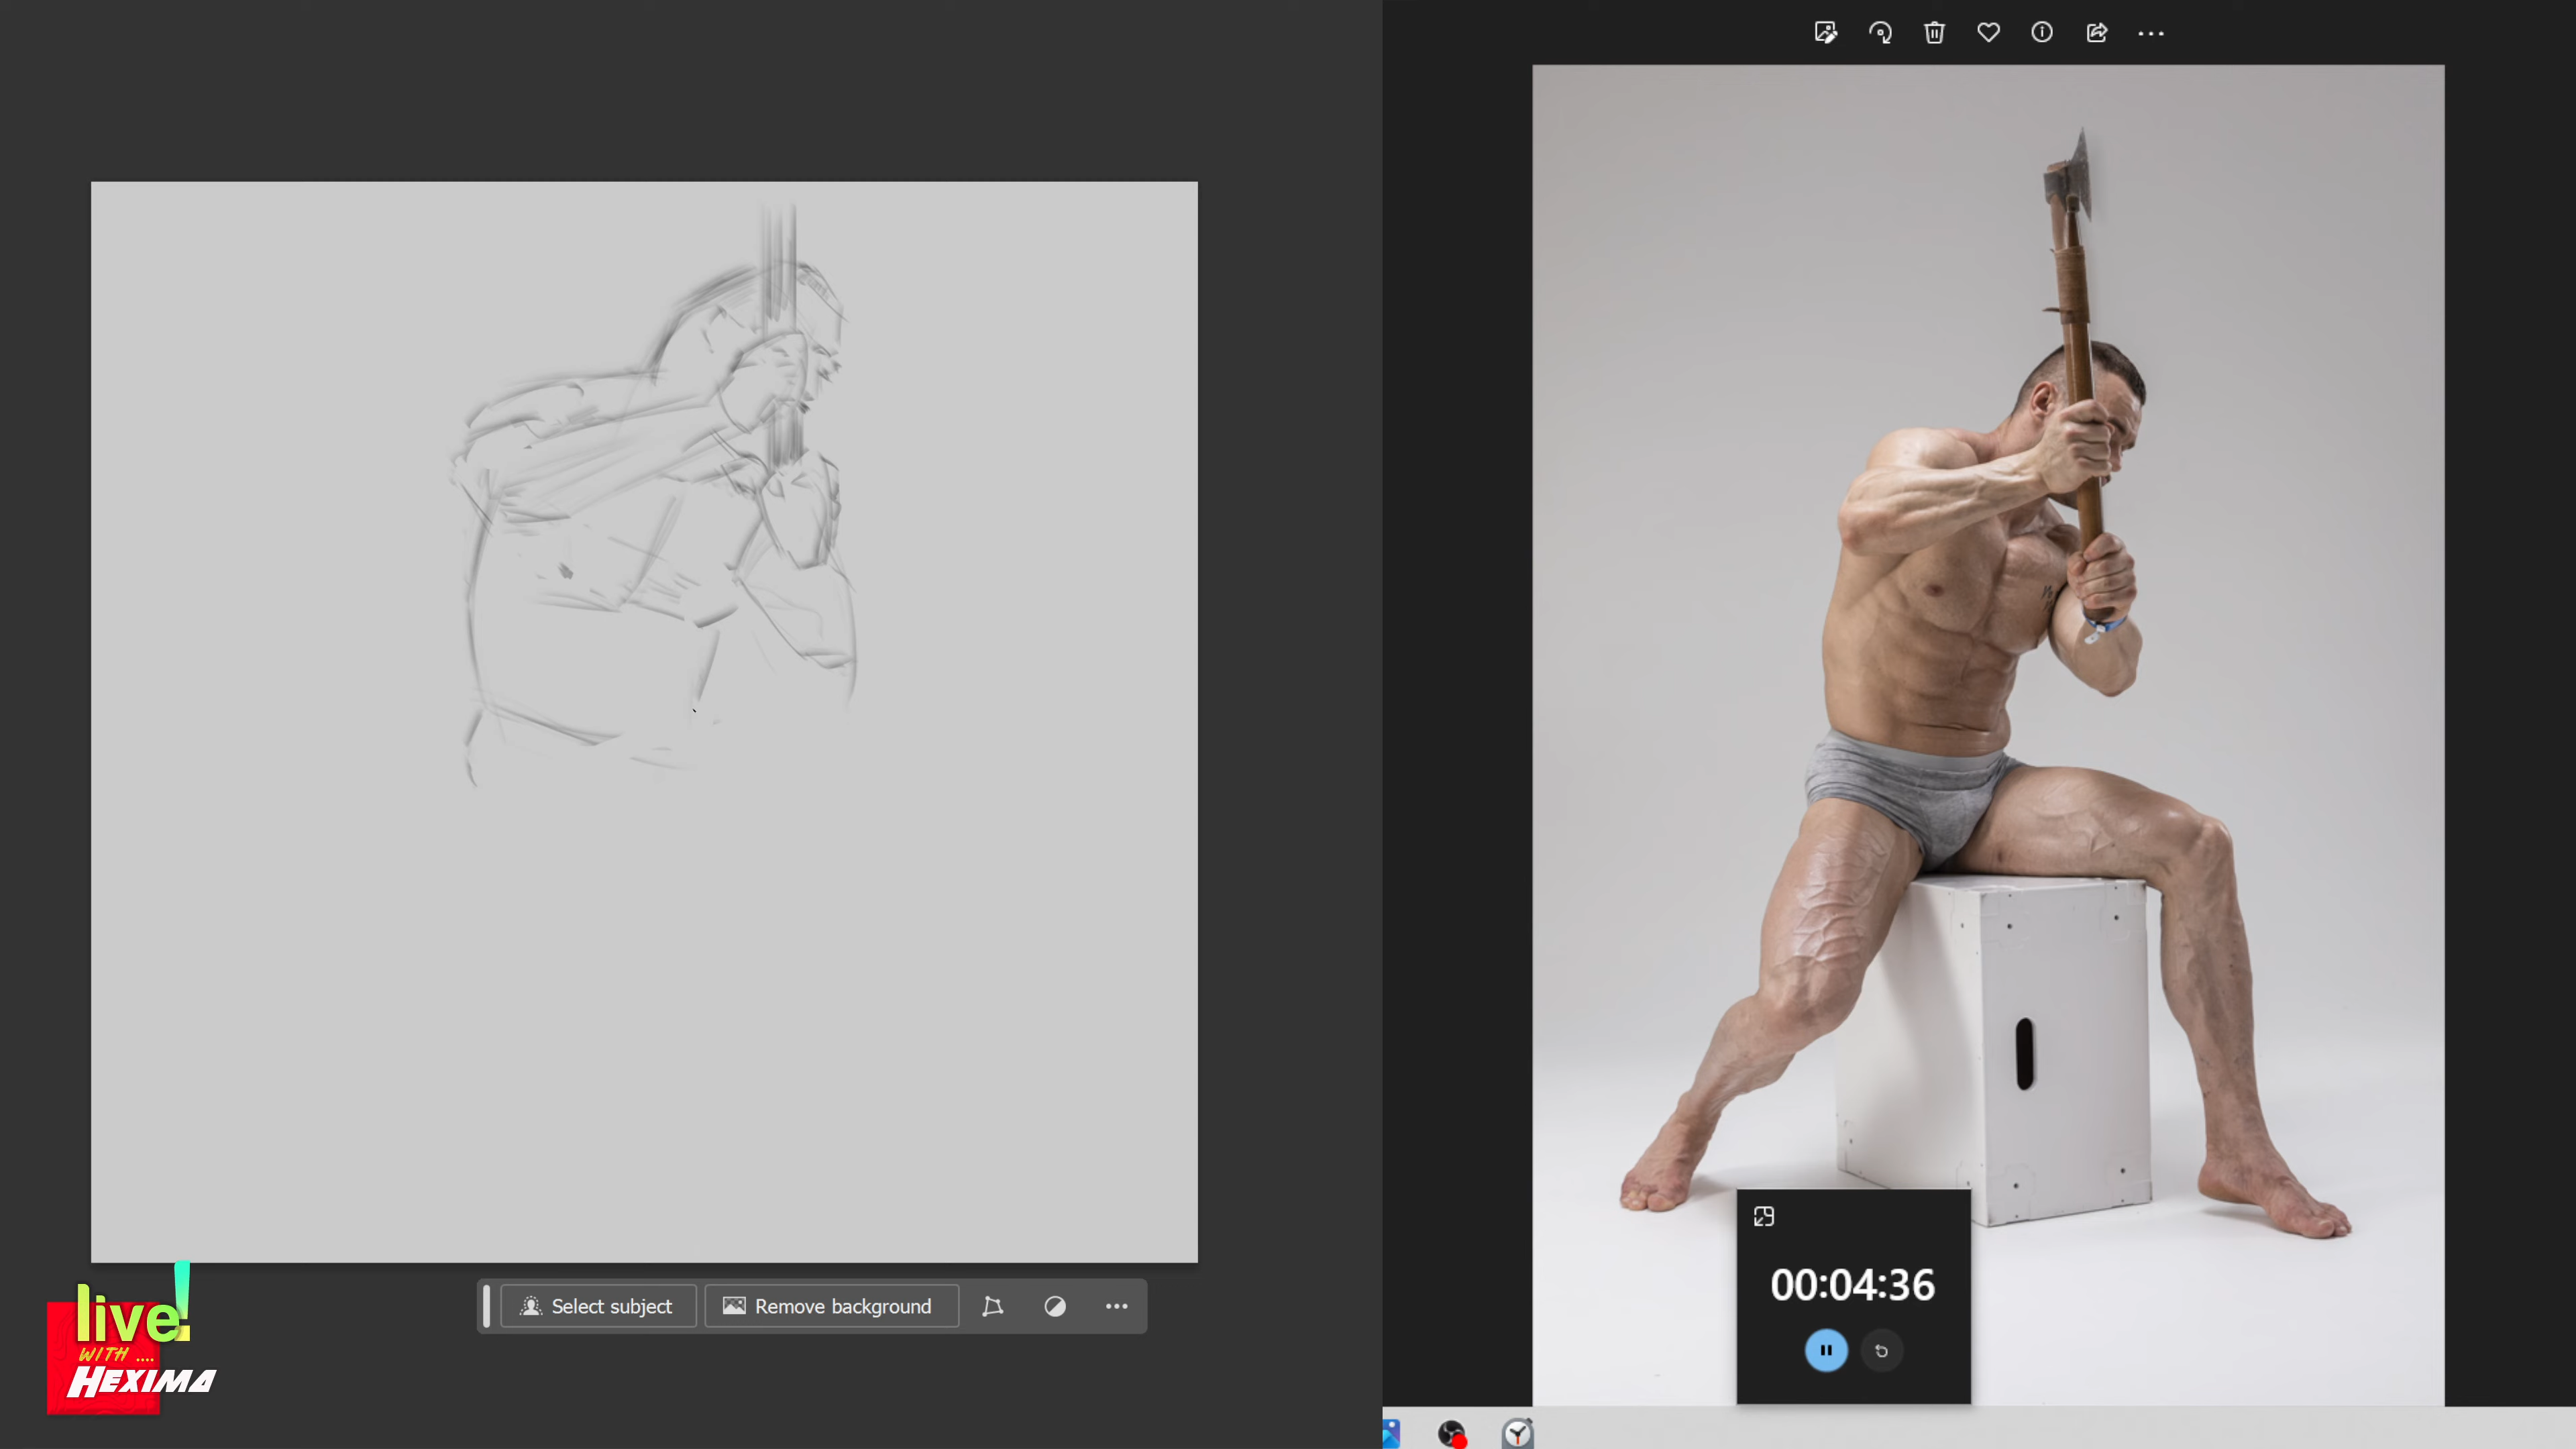 Select subject
Remove background
live!
WITH ....
HEXIMA
00:04:36